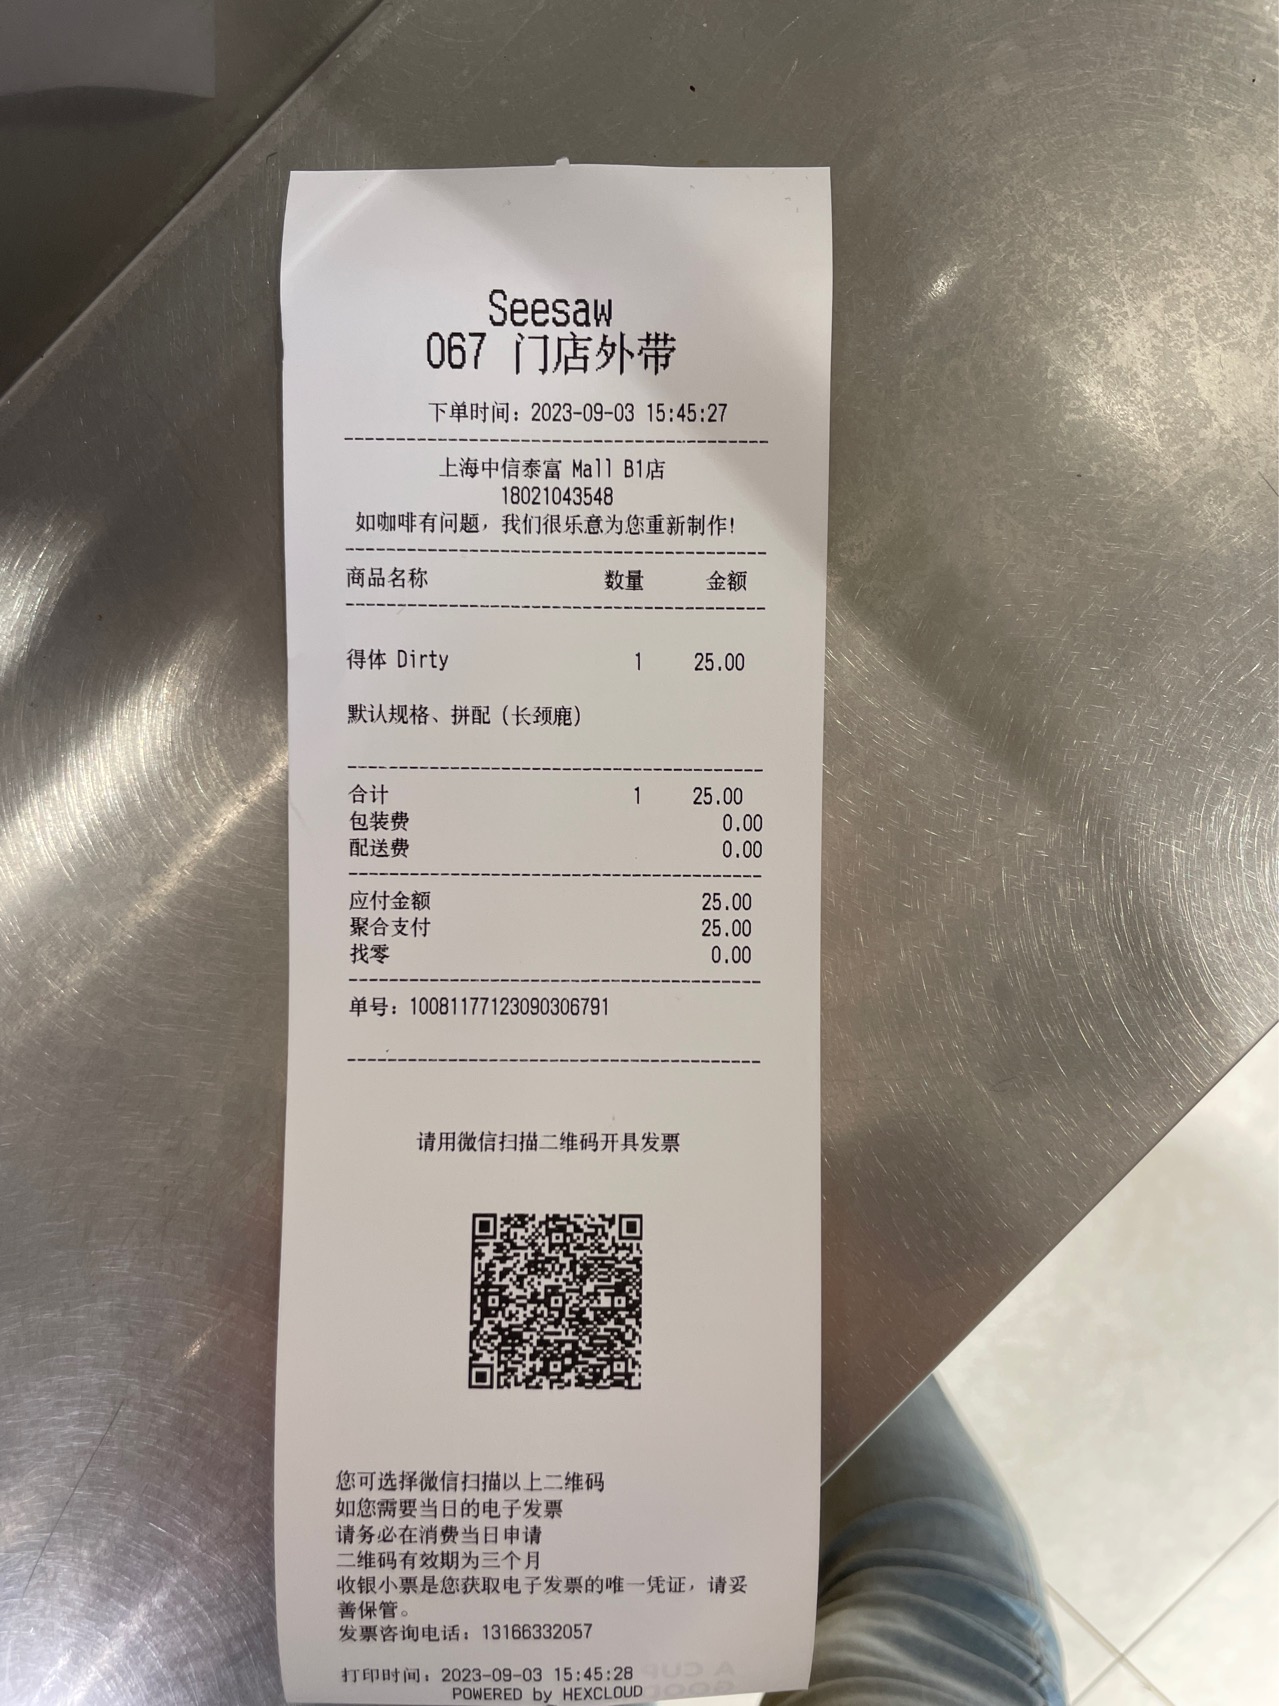 Seesaw
067 门店外带
下单时间：2023-09-03 15:45:27
上海中信泰富 Mall B1店
18021043548
如咖啡有问题，我们很乐意为您重新制作!
商品名称 数量 金额
得体 Dirty 1 25.00
默认规格、拼配（长颈鹿）
合计 1 25.00
包装费 0.00
配送费 0.00
应付金额 25.00
聚合支付 25.00
找零 0.00
单号：10081177123090306791
请用微信扫描二维码开具发票
您可选择微信扫描以上二维码
如您需要当日的电子发票
请务必在消费当日申请
二维码有效期为三个月
收银小票是您获取电子发票的唯一凭证，请妥
善保管。
发票咨询电话：13166332057
打印时间：2023-09-03 15:45:28
POWERED by HEXCLOUD